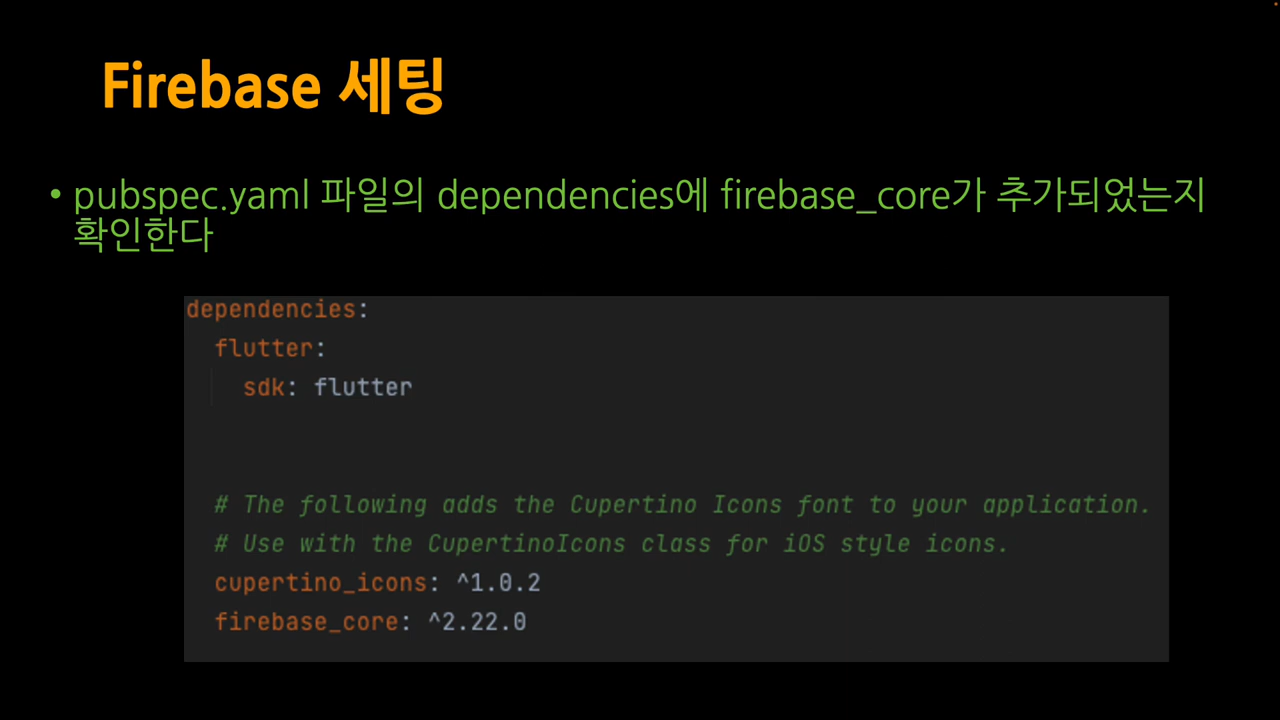 Firebase 세팅
• pubspec.yaml 파일의 dependencies에 firebase_core가 추가되었는지
확인한다
dependencies:
  flutter:
    sdk: flutter
  # The following adds the Cupertino Icons font to your application.
  # Use with the CupertinoIcons class for iOS style icons.
  cupertino_icons: ^1.0.2
  firebase_core: ^2.22.0